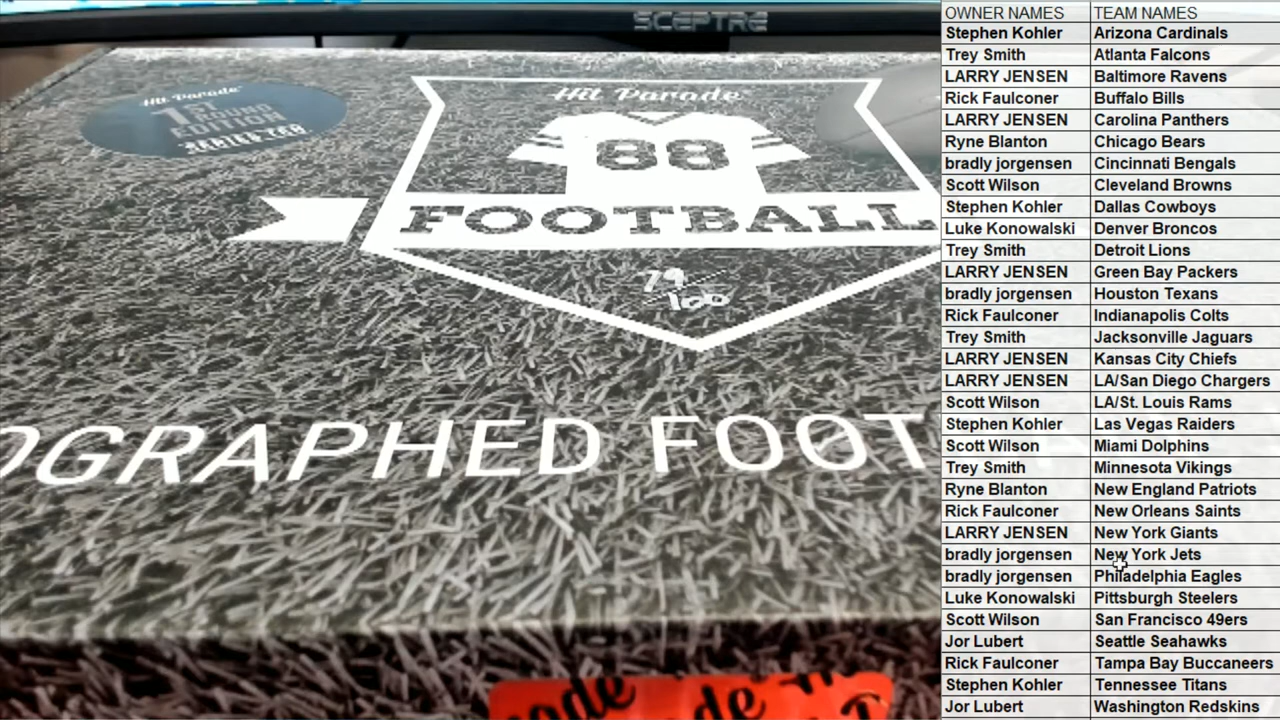 SCEPTRE
Hit Parade
1ST
ROUND
EDITION
Hit Parade
88
FOOTBALL
79/100
OGRAPHED FOOT
OWNER NAMES TEAM NAMES
Stephen Kohler Arizona Cardinals
Trey Smith Atlanta Falcons
LARRY JENSEN Baltimore Ravens
Rick Faulconer Buffalo Bills
LARRY JENSEN Carolina Panthers
Ryne Blanton Chicago Bears
bradly jorgensen Cincinnati Bengals
Scott Wilson Cleveland Browns
Stephen Kohler Dallas Cowboys
Luke Konowalski Denver Broncos
Trey Smith Detroit Lions
LARRY JENSEN Green Bay Packers
bradly jorgensen Houston Texans
Rick Faulconer Indianapolis Colts
Trey Smith Jacksonville Jaguars
LARRY JENSEN Kansas City Chiefs
LARRY JENSEN LA/San Diego Chargers
Scott Wilson LA/St. Louis Rams
Stephen Kohler Las Vegas Raiders
Scott Wilson Miami Dolphins
Trey Smith Minnesota Vikings
Ryne Blanton New England Patriots
Rick Faulconer New Orleans Saints
LARRY JENSEN New York Giants
bradly jorgensen New York Jets
bradly jorgensen Philadelphia Eagles
Luke Konowalski Pittsburgh Steelers
Scott Wilson San Francisco 49ers
Jor Lubert Seattle Seahawks
Rick Faulconer Tampa Bay Buccaneers
Stephen Kohler Tennessee Titans
Jor Lubert Washington Redskins